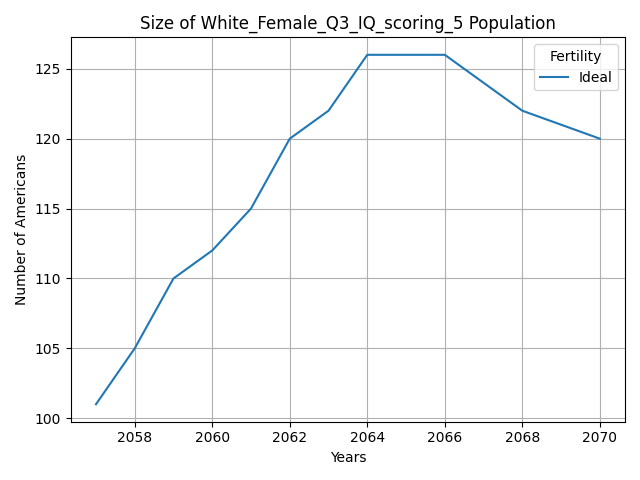 Size of White_Female_Q3_IQ_scoring_5 Population
Fertility
Ideal
Number of Americans
125
120
115
110
105
100
2058 2060 2062 2064 2066 2068 2070
Years